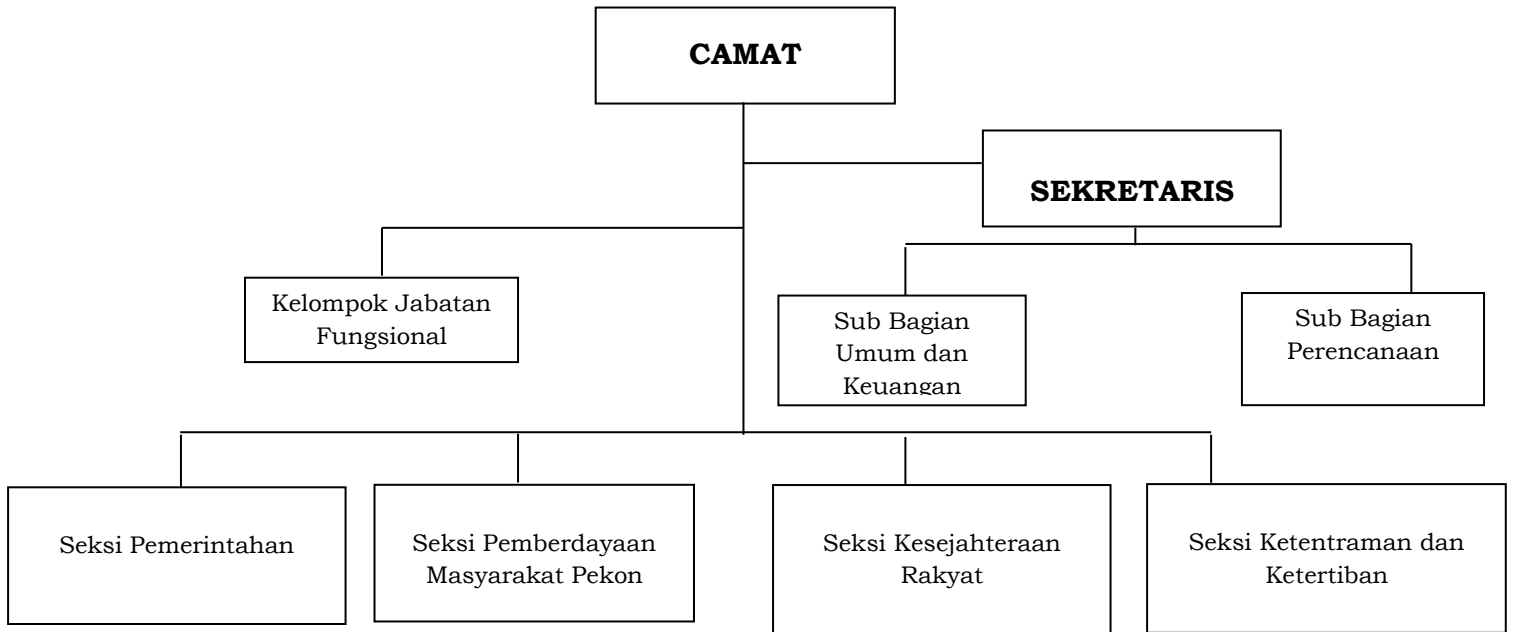 CAMAT
SEKRETARIS
Kelompok Jabatan
Fungsional
Sub Bagian
Umum dan
Keuangan
Sub Bagian
Perencanaan
Seksi Pemerintahan
Seksi Pemberdayaan
Masyarakat Pekon
Seksi Kesejahteraan
Rakyat
Seksi Ketentraman dan
Ketertiban